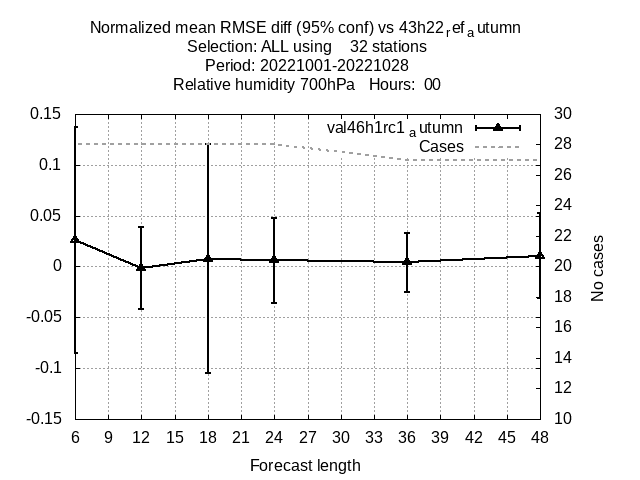 Normalized mean RMSE diff (95% conf) vs 43h22refautumn
Selection: ALL using 32 stations
Period: 20221001-20221028
Relative humidity 700hPa Hours: 00
val46h1rc1autumn
Cases
0.15
0.1
0.05
0
-0.05
-0.1
-0.15
30
28
26
24
22
20
18
16
14
12
10
No cases
6 9 12 15 18 21 24 27 30 33 36 39 42 45 48
Forecast length